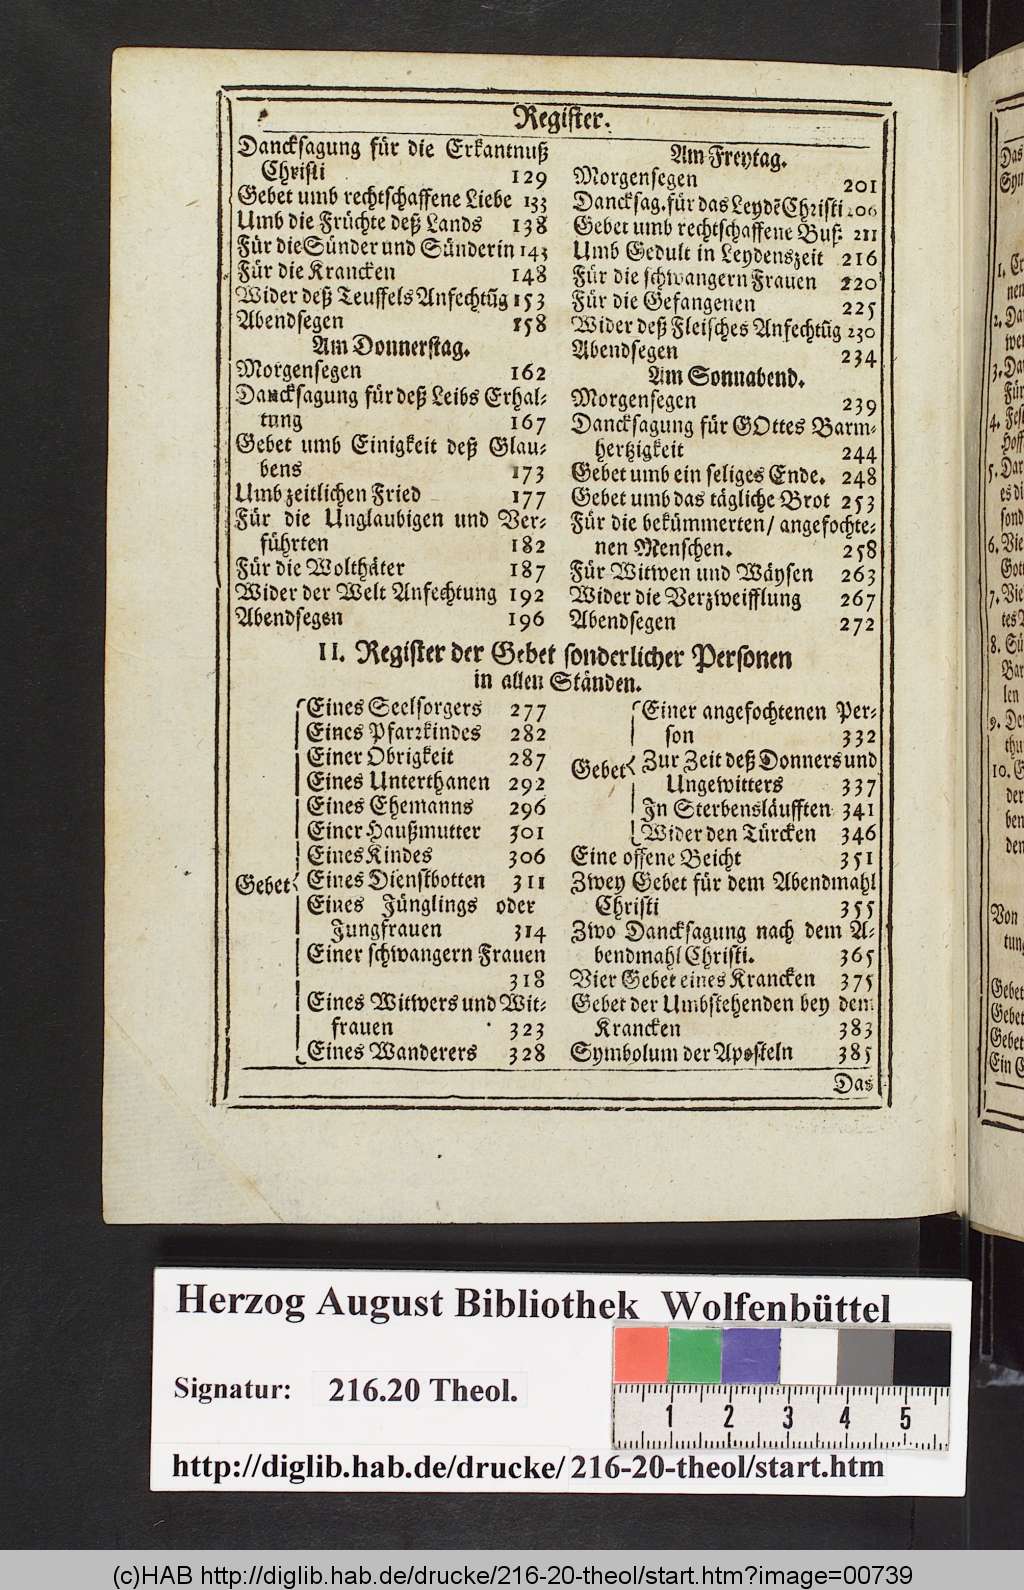 Register.
Dancksagung für die Erkantnuß
Christi 129
Gebet umb rechtschaffene Liebe 133
Umb die Früchte deß Lands 138
Für die Sünder und Sünderin 143
Für die Krancken 148
Wider deß Teuffels Anfechtũg 153
Abendsegen 158
Am Donnerstag.
Morgensegen 162
Dancksagung für deß Leibs Erhal-
tung 167
Gebet umb Einigkeit deß Glau-
bens 173
Umb zeitlichen Fried 177
Für die Unglaubigen und Ver-
führten 182
Für die Wolthäter 187
Wider der Welt Anfechtung 192
Abendsegen 196
Am Freytag.
Morgensegen 201
Dancksag. für das Leydẽ Christi 206
Gebet umb rechtschaffene Buß: 211
Umb Gedult in Leydenszeit 216
Für die schwangern Frauen 220
Für die Gefangenen 225
Wider deß Fleisches Anfechtũg 230
Abendsegen 234
Am Sonnabend.
Morgensegen 239
Dancksagung für GOttes Barm-
hertzigkeit 244
Gebet umb ein seliges Ende. 248
Gebet umb das tägliche Brot 253
Für die bekümmerten/ angefochte-
nen Menschen. 258
Für Witwen und Wäysen 263
Wider die Verzweifflung 267
Abendsegen 272
II. Register der Gebet sonderlicher Personen
in allen Ständen.
Gebet
Eines Seelsorgers 277
Eines Pfarrkindes 282
Einer Obrigkeit 287
Eines Unterthanen 292
Eines Ehemanns 296
Einer Haußmutter 301
Eines Kindes 306
Eines Dienstbotten 311
Eines Jünglings oder
Jungfrauen 314
Einer schwangern Frauen
318
Eines Witwers und Wit-
frauen 323
Eines Wanderers 328
Gebet
Einer angefochtenen Per-
son 332
Zur Zeit deß Donners und
Ungewitters 337
In Sterbensläufften 341
Wider den Türcken 346
Eine offene Beicht 351
Zwey Gebet für dem Abendmahl
Christi 355
Zwo Dancksagung nach dem A-
bendmahl Christi. 365
Vier Gebet eines Krancken 375
Gebet der Umbstehenden bey dem
Krancken 383
Symbolum der Aposteln 385
Das
Herzog August Bibliothek Wolfenbüttel
Signatur: 216.20 Theol.
1 2 3 4 5
http://diglib.hab.de/drucke/216-20-theol/start.htm
(c)HAB http://diglib.hab.de/drucke/216-20-theol/start.htm?image=00739